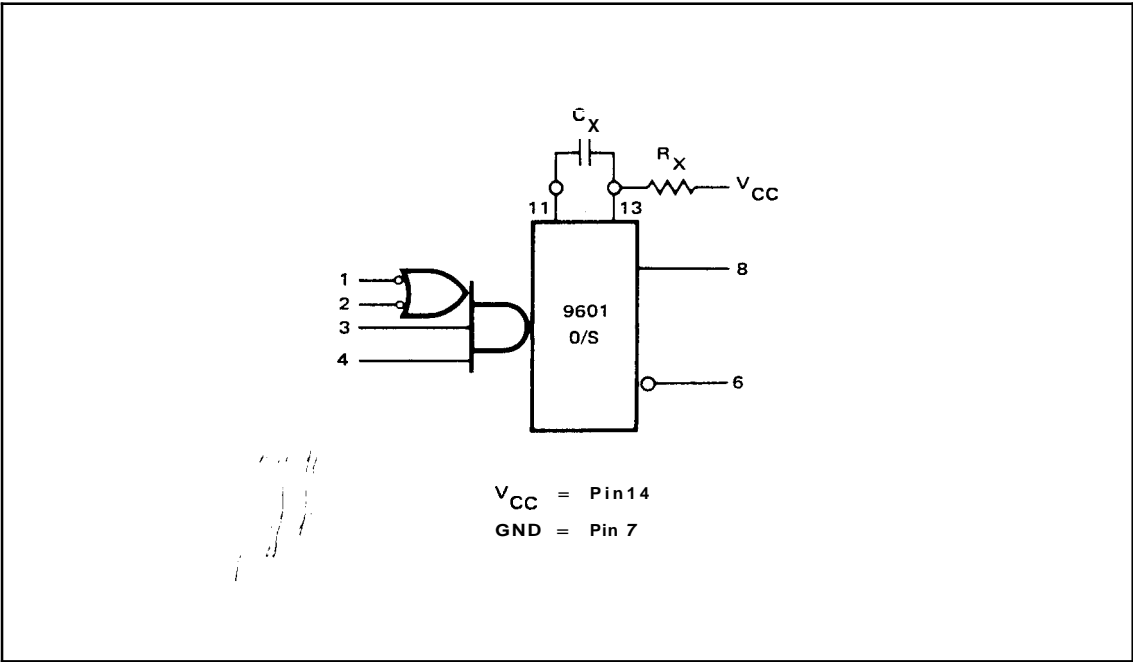 C X
R X
V CC
11 13
1
2
3
4
9601
0/S
8
6
V CC = Pin14
GND = Pin 7